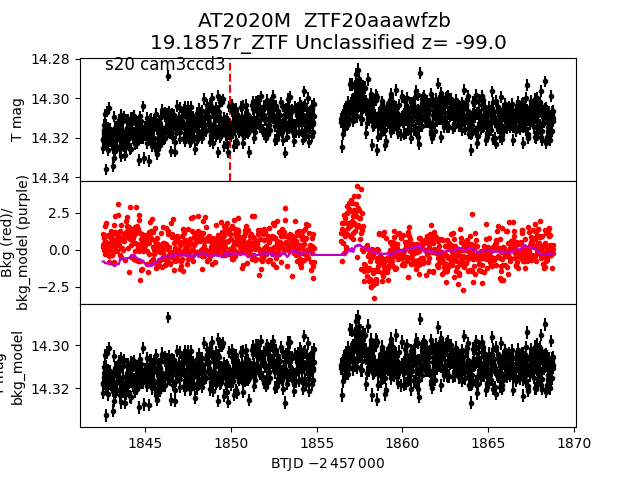 AT2020M  ZTF20aaawfzb
19.1857r_ZTF Unclassified z= -99.0
s20 cam3ccd3
14.28
14.30
14.32
14.34
T mag
2.5
0.0
−2.5
Bkg (red)/
bkg_model (purple)
14.30
14.32
bkg_model
1845
1850
1855
1860
1865
1870
BTJD −2 457 000